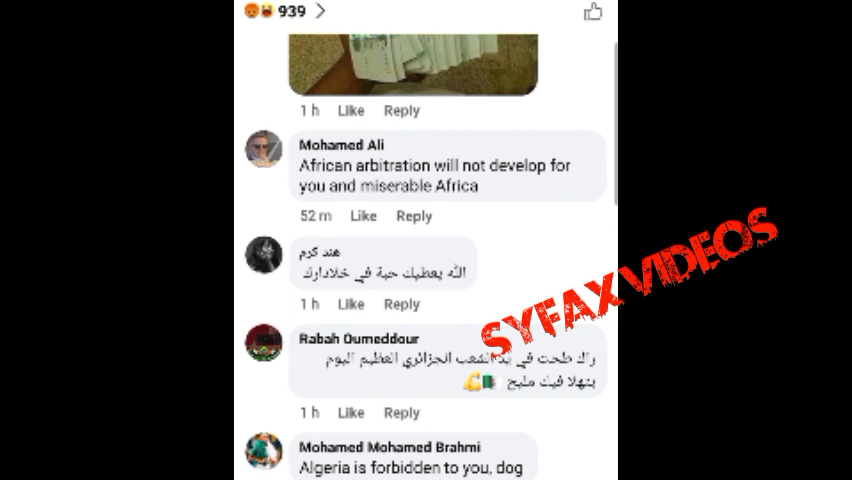 939
1 h Like Reply
Mohamed Ali
African arbitration will not develop for
you and miserable Africa
52 m Like Reply
هند كرم
الله يعطيك حبة في خلادارك
1 h Like Reply
Rabah Oumeddour
راك طحت في يد الشعب الجزائري العظيم اليوم
ينهلا فيك مليح
1 h Like Reply
Mohamed Mohamed Brahmi
Algeria is forbidden to you, dog
SYFAX VIDEOS